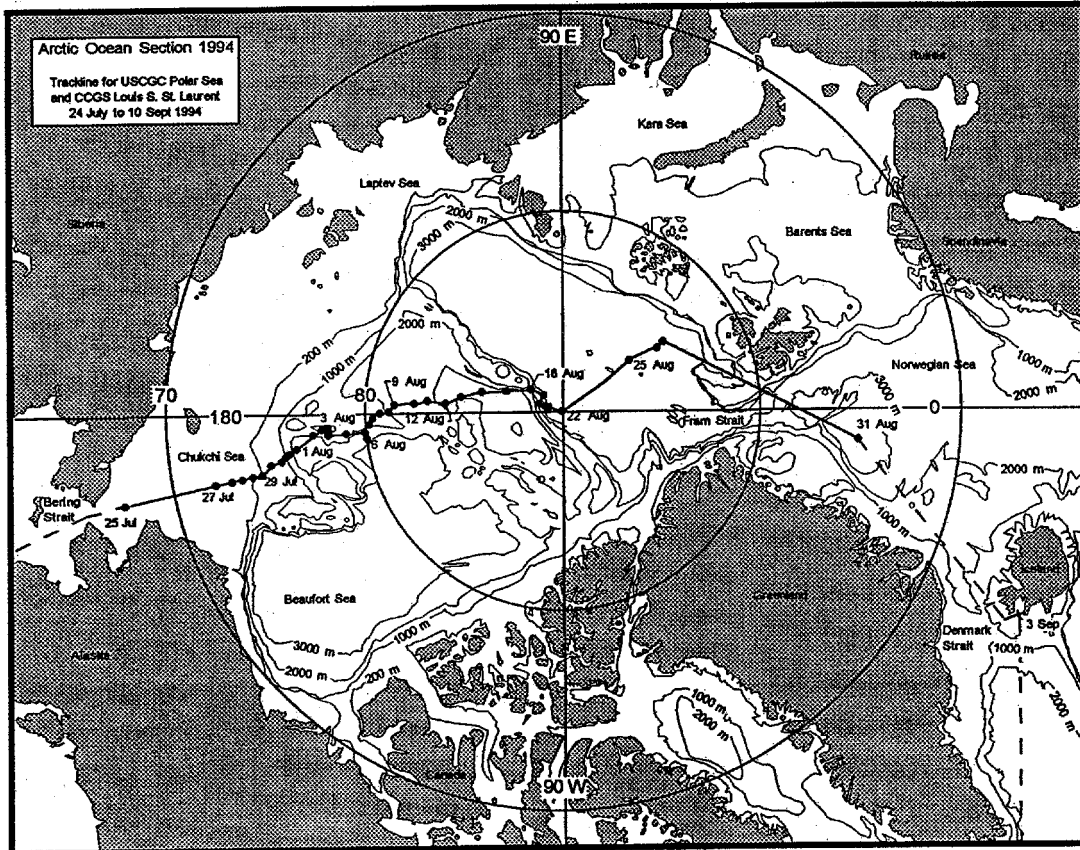 Arctic Ocean Section 1994
Trackline for USCGC Polar Sea
and CCGS Louis S. St. Laurent
24 July to 10 Sept 1994
90 E
Russia
Kara Sea
Laptev Sea
2000 m
3000 m
Siberia
Barents Sea
Scandinavia
2000 m
200 m
1000 m
Norwegian Sea
1000 m
2000 m
25 Aug
16 Aug
9 Aug
3000 m
70
80
180
3 Aug
12 Aug
22 Aug
Fram Strait
0
31 Aug
6 Aug
1 Aug
Chukchi Sea
29 Jul
27 Jul
2000 m
Bering
Strait
25 Jul
1000 m
Iceland
Beaufort Sea
Greenland
3 Sep
Denmark
Strait
1000 m
1000 m
3000 m
Alaska
2000 m
200 m
1000 m
2000 m
2000 m
Canada
90 W